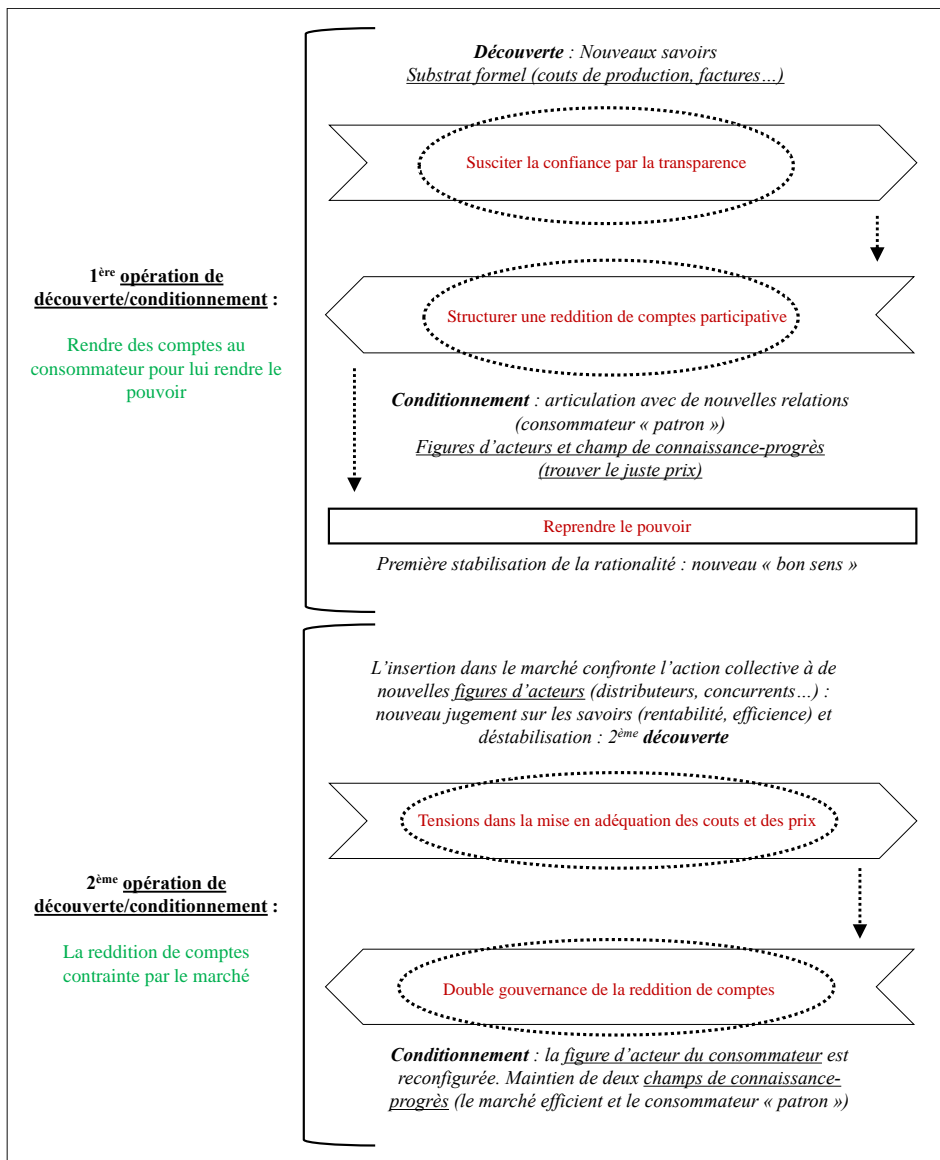 Découverte : Nouveaux savoirs
Substrat formel (couts de production, factures…)
Susciter la confiance par la transparence
1ère opération de
découverte/conditionnement :
Rendre des comptes au
consommateur pour lui rendre le
pouvoir
Structurer une reddition de comptes participative
Conditionnement : articulation avec de nouvelles relations
(consommateur « patron »)
Figures d’acteurs et champ de connaissance-progrès
(trouver le juste prix)
Reprendre le pouvoir
Première stabilisation de la rationalité : nouveau « bon sens »
L’insertion dans le marché confronte l’action collective à de
nouvelles figures d’acteurs (distributeurs, concurrents…) :
nouveau jugement sur les savoirs (rentabilité, efficience) et
déstabilisation : 2ème découverte
Tensions dans la mise en adéquation des couts et des prix
2ème opération de
découverte/conditionnement :
La reddition de comptes
contrainte par le marché
Double gouvernance de la reddition de comptes
Conditionnement : la figure d’acteur du consommateur est
reconfigurée. Maintien de deux champs de connaissance-
progrès (le marché efficient et le consommateur « patron »)